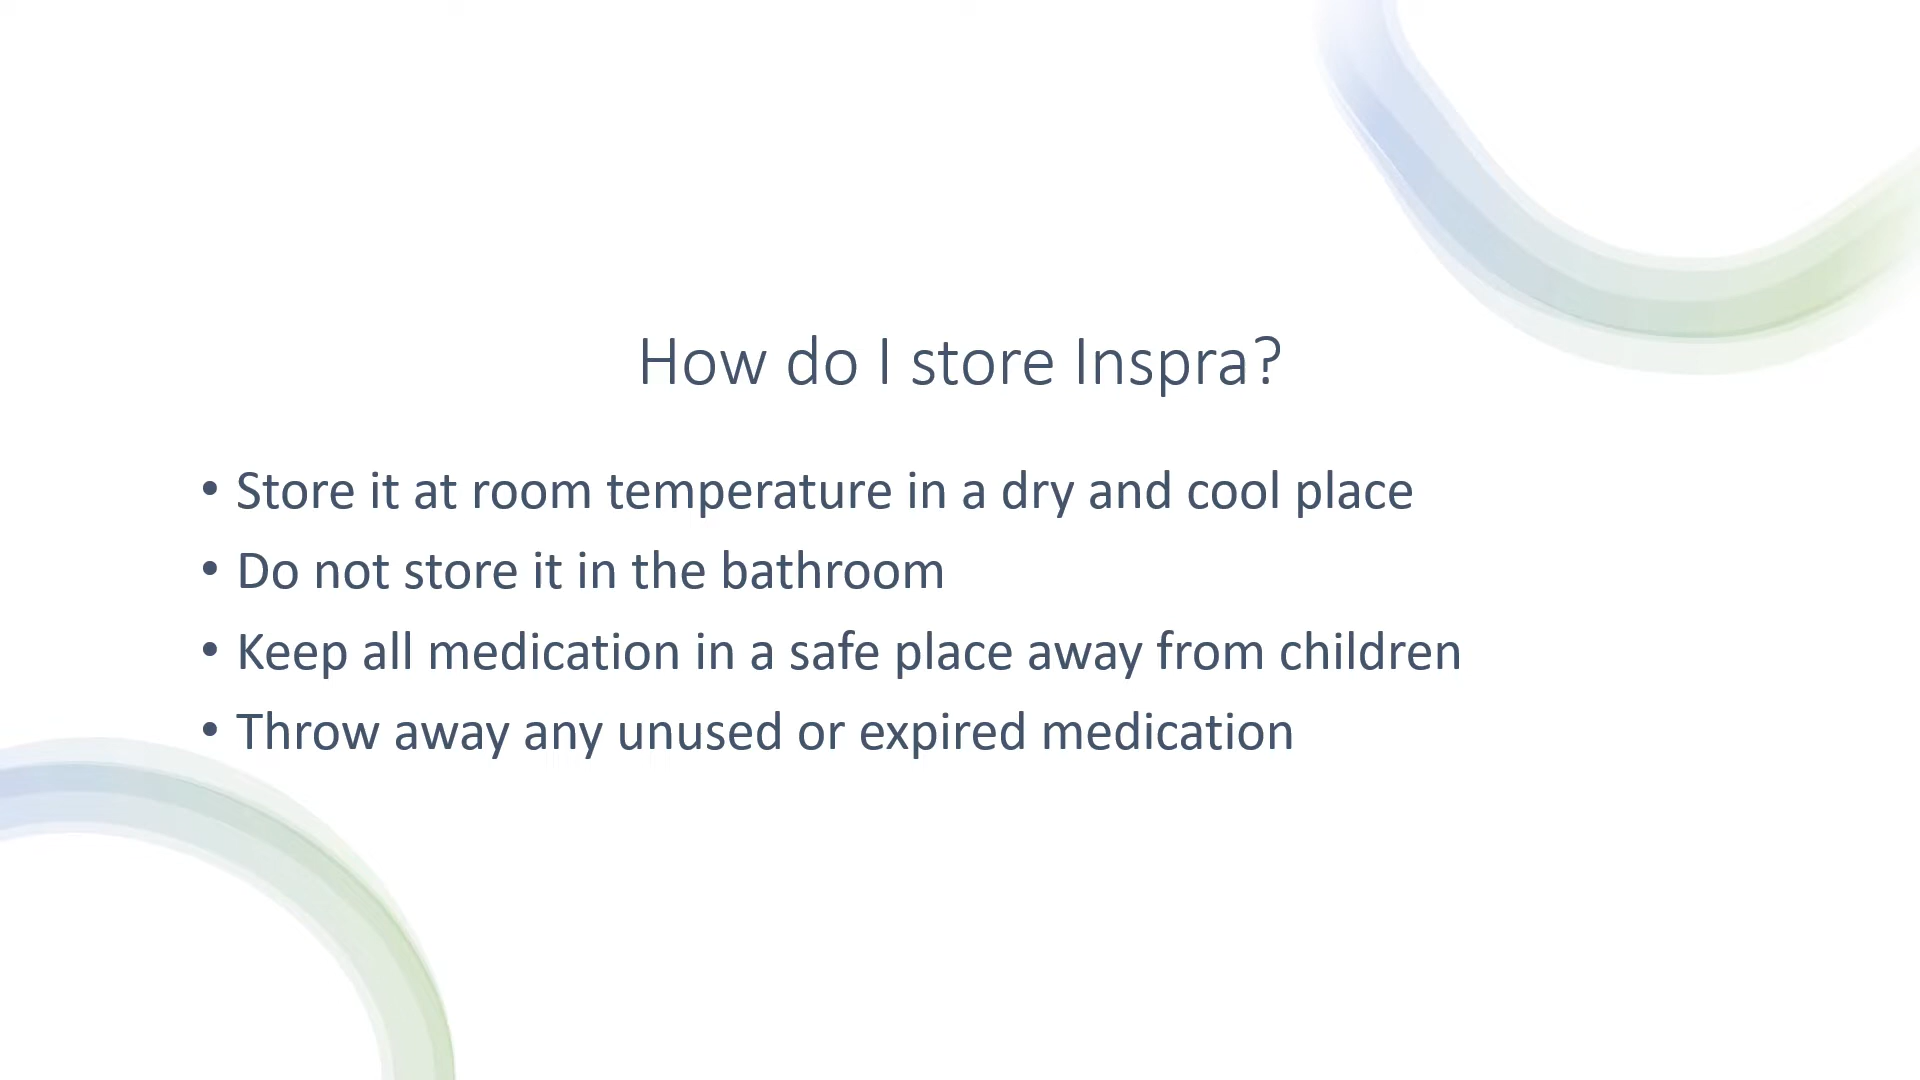 How do I store Inspra?
• Store it at room temperature in a dry and cool place
• Do not store it in the bathroom
• Keep all medication in a safe place away from children
• Throw away any unused or expired medication